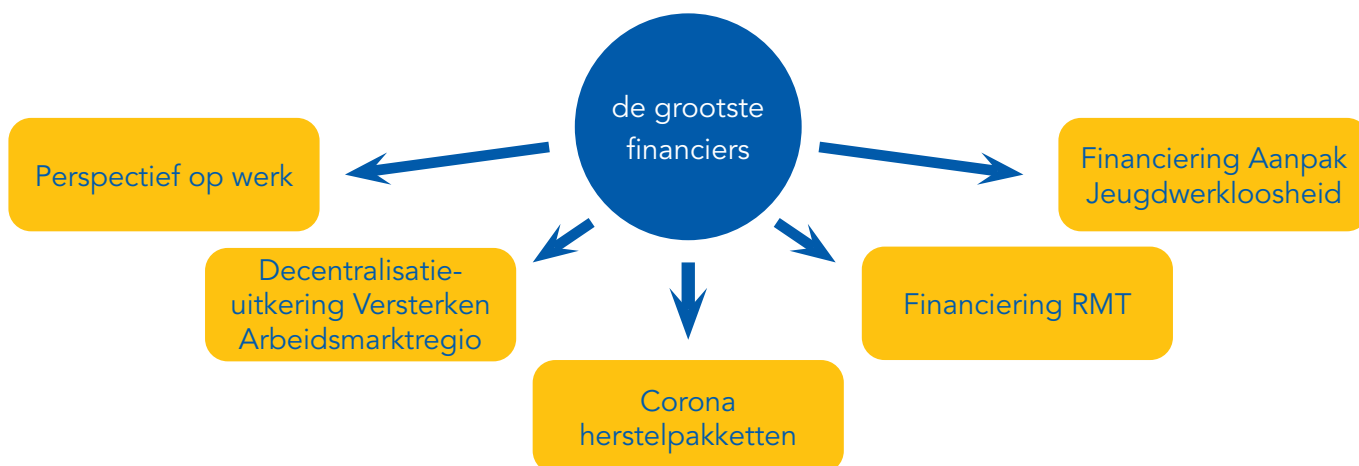 de grootste
financiers
Perspectief op werk
Decentralisatie-
uitkering Versterken
Arbeidsmarktregio
Corona
herstelpakketten
Financiering RMT
Financiering Aanpak
Jeugdwerkloosheid